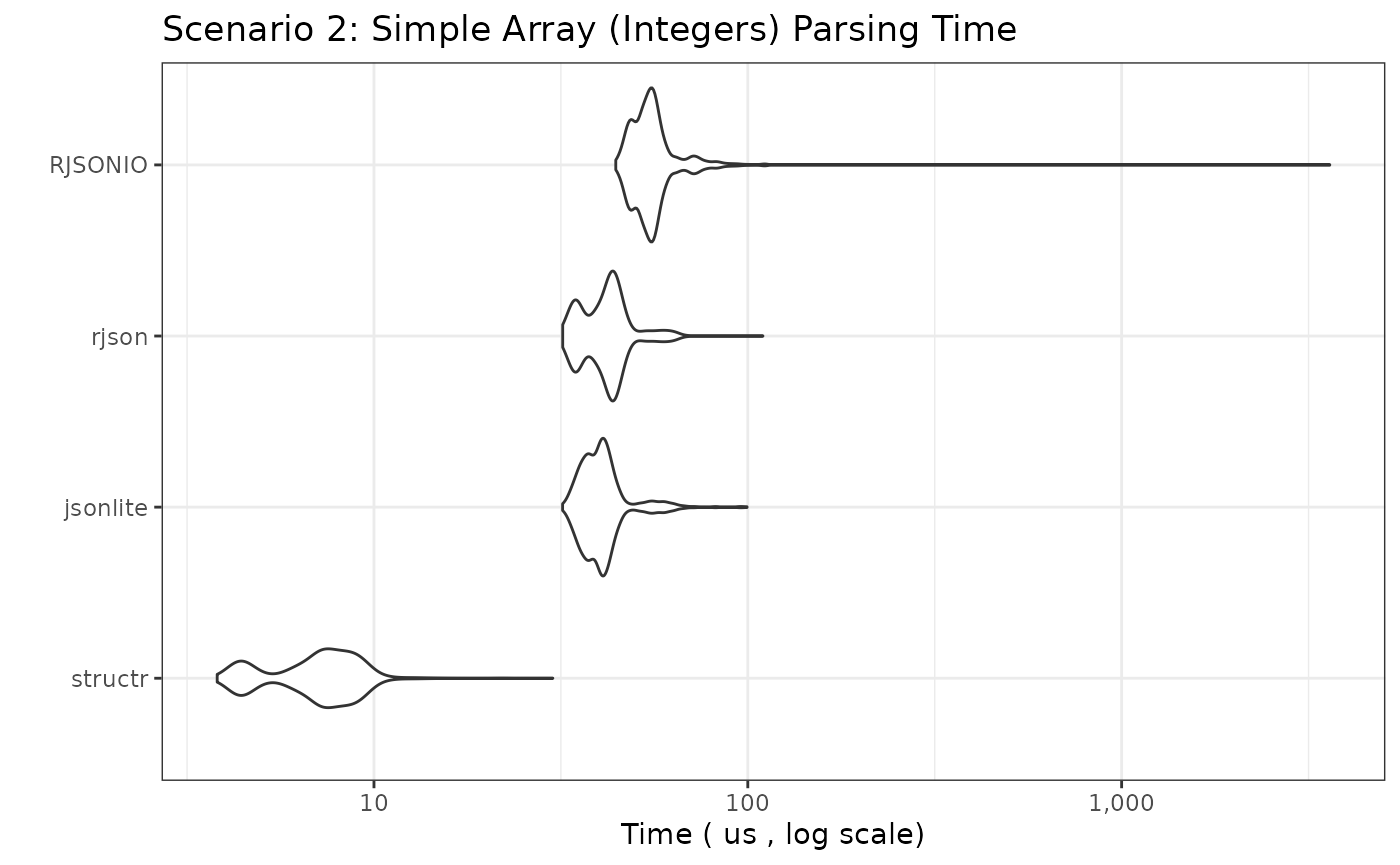 Scenario 2: Simple Array (Integers) Parsing Time
RJSONIO
rjson
jsonlite
structr
10
100
1,000
Time ( us , log scale)